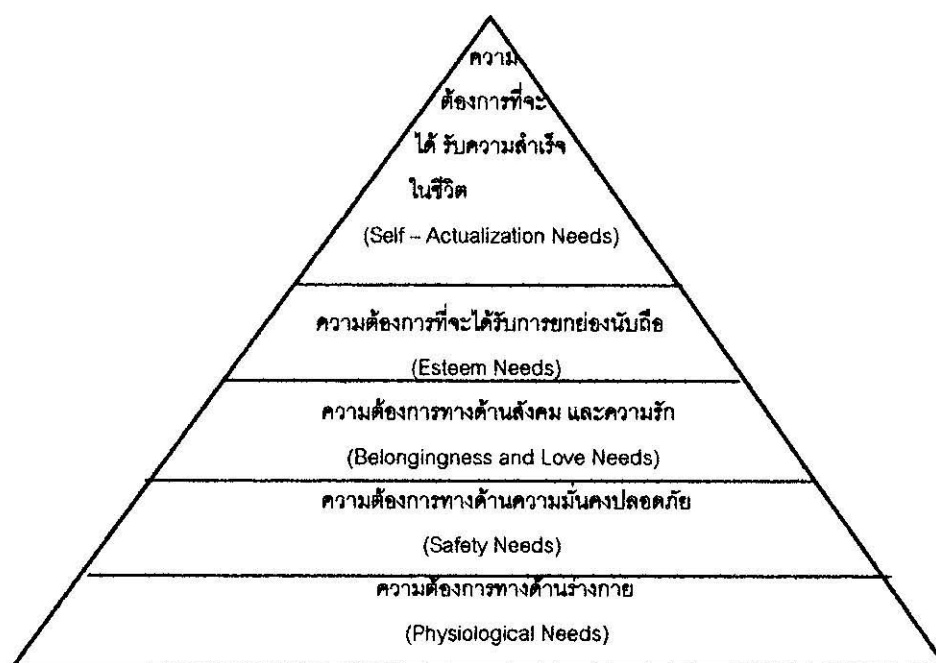 ความ
ต้องการที่จะ
ได้ รับความสำเร็จ
ในชีวิต
(Self – Actualization Needs)
ความต้องการที่จะได้รับการยกย่องนับถือ
(Esteem Needs)
ความต้องการทางด้านสังคม และความรัก
(Belongingness and Love Needs)
ความต้องการทางด้านความมั่นคงปลอดภัย
(Safety Needs)
ความต้องการทางด้านร่างกาย
(Physiological Needs)